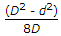 (D² - d²)
8D